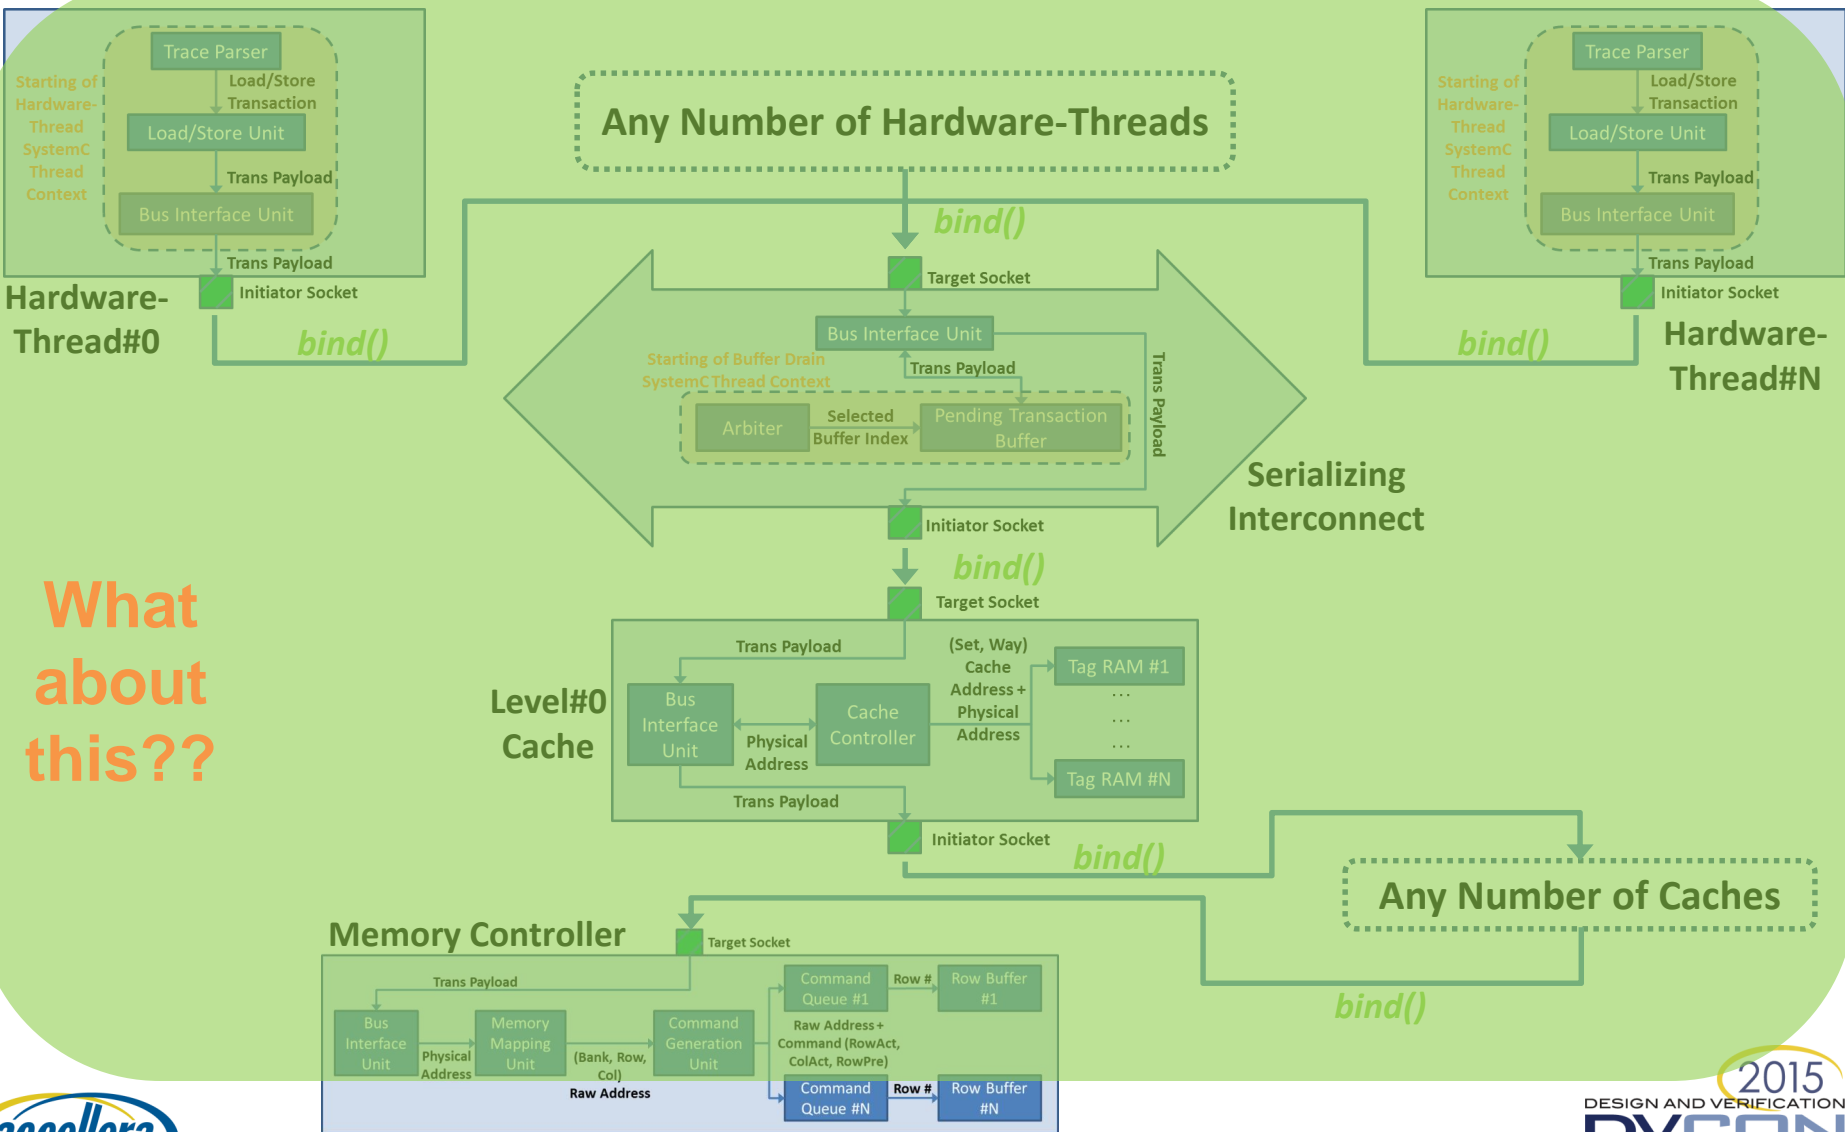 Trace Parser
Starting of
Hardware-
Thread
SystemC
Thread
Context
Load/Store
Transaction
Load/Store Unit
Trans Payload
Bus Interface Unit
Trans Payload
Initiator Socket
Hardware-
Thread#0
bind()
Any Number of Hardware-Threads
bind()
Trace Parser
Starting of
Hardware-
Thread
SystemC
Thread
Context
Load/Store
Transaction
Load/Store Unit
Trans Payload
Bus Interface Unit
Trans Payload
Initiator Socket
Hardware-
Thread#N
bind()
Target Socket
Bus Interface Unit
Starting of Buffer Drain
SystemC Thread Context
Trans Payload
Trans Payload
Arbiter
Selected
Buffer Index
Pending Transaction
Buffer
Serializing
Interconnect
Initiator Socket
bind()
What
about
this??
Target Socket
Level#0
Cache
Trans Payload
Bus
Interface
Unit
Physical
Address
Cache
Controller
(Set, Way)
Cache
Address +
Physical
Address
Tag RAM #1
...
...
...
Tag RAM #N
Trans Payload
Initiator Socket
bind()
Any Number of Caches
bind()
Memory Controller
Target Socket
Trans Payload
Bus
Interface
Unit
Physical
Address
Memory
Mapping
Unit
(Bank, Row,
Col)
Raw Address
Command
Generation
Unit
Command
Queue #1
Row #
Row Buffer
#1
Raw Address +
Command (RowAct,
ColAct, RowPre)
Command
Queue #N
Row #
Row Buffer
#N
accellera
2015
DESIGN AND VERIFICATION
DVCON